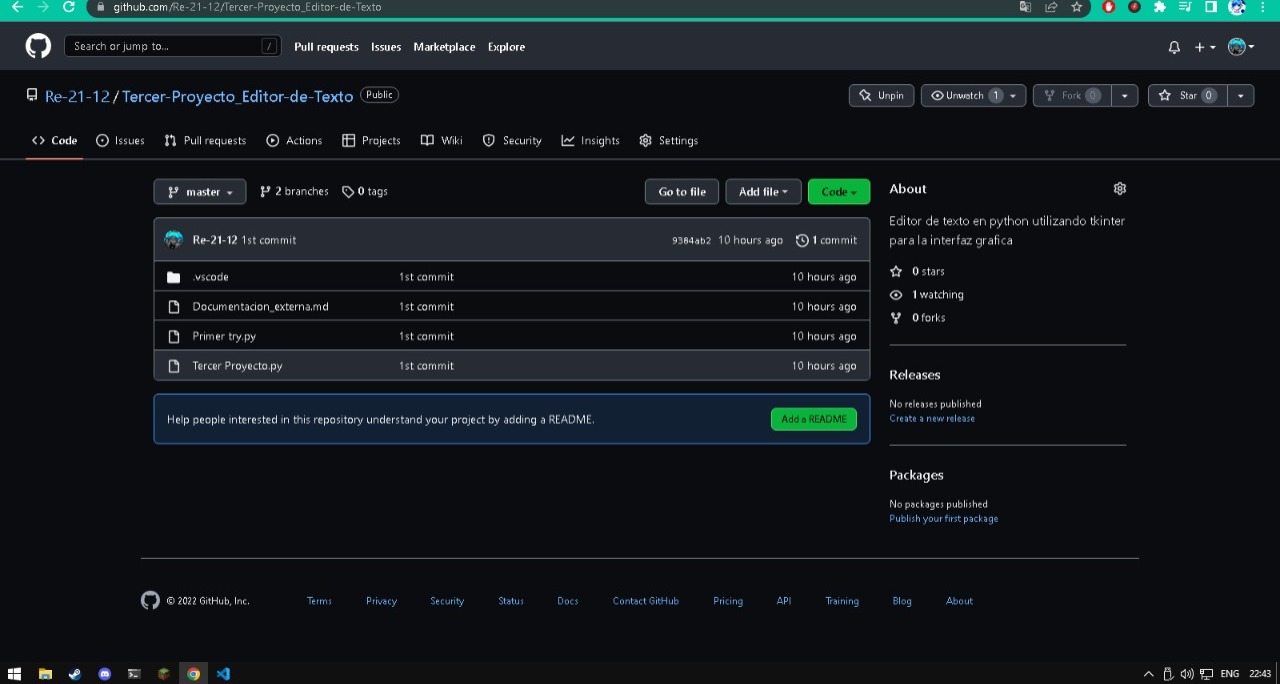 github.com/Re-21-12/Tercer-Proyecto_Editor-de-Texto
Search or jump to... / Pull requests Issues Marketplace Explore
Re-21-12 / Tercer-Proyecto_Editor-de-Texto Public Unpin Unwatch 1 Fork 0 Star 0
Code Issues Pull requests Actions Projects Wiki Security Insights Settings
master 2 branches 0 tags Go to file Add file Code
Re-21-12 1st commit 9384ab2 10 hours ago 1 commit
.vscode 1st commit 10 hours ago
Documentacion_externa.md 1st commit 10 hours ago
Primer try.py 1st commit 10 hours ago
Tercer Proyecto.py 1st commit 10 hours ago
Help people interested in this repository understand your project by adding a README. Add a README
About
Editor de texto en python utilizando tkinter
para la interfaz grafica
0 stars
1 watching
0 forks
Releases
No releases published
Create a new release
Packages
No packages published
Publish your first package
© 2022 GitHub, Inc. Terms Privacy Security Status Docs Contact GitHub Pricing API Training Blog About
ENG 22:43